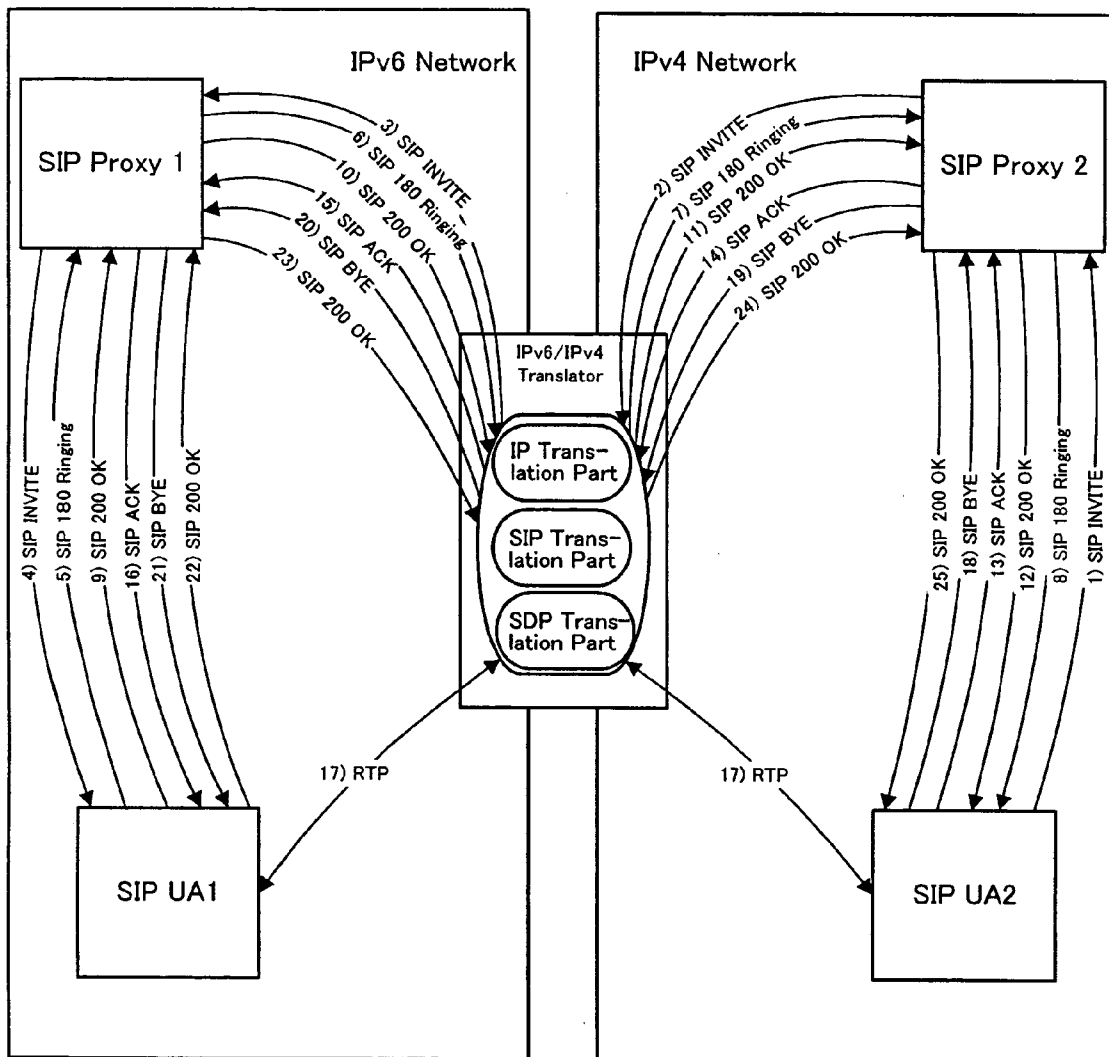 IPv6 Network
IPv4 Network
SIP Proxy 1
SIP Proxy 2
3) SIP INVITE
6) SIP 180 Ringing
10) SIP 200 OK
15) SIP ACK
20) SIP BYE
23) SIP 200 OK
2) SIP INVITE
7) SIP 180 Ringing
11) SIP 200 OK
14) SIP ACK
19) SIP BYE
24) SIP 200 OK
IPv6/IPv4
Translator
IP Trans-
lation Part
SIP Trans-
lation Part
SDP Trans-
lation Part
4) SIP INVITE
5) SIP 180 Ringing
9) SIP 200 OK
16) SIP ACK
21) SIP BYE
22) SIP 200 OK
25) SIP 200 OK
18) SIP BYE
13) SIP ACK
12) SIP 200 OK
8) SIP 180 Ringing
1) SIP INVITE
17) RTP
17) RTP
SIP UA1
SIP UA2